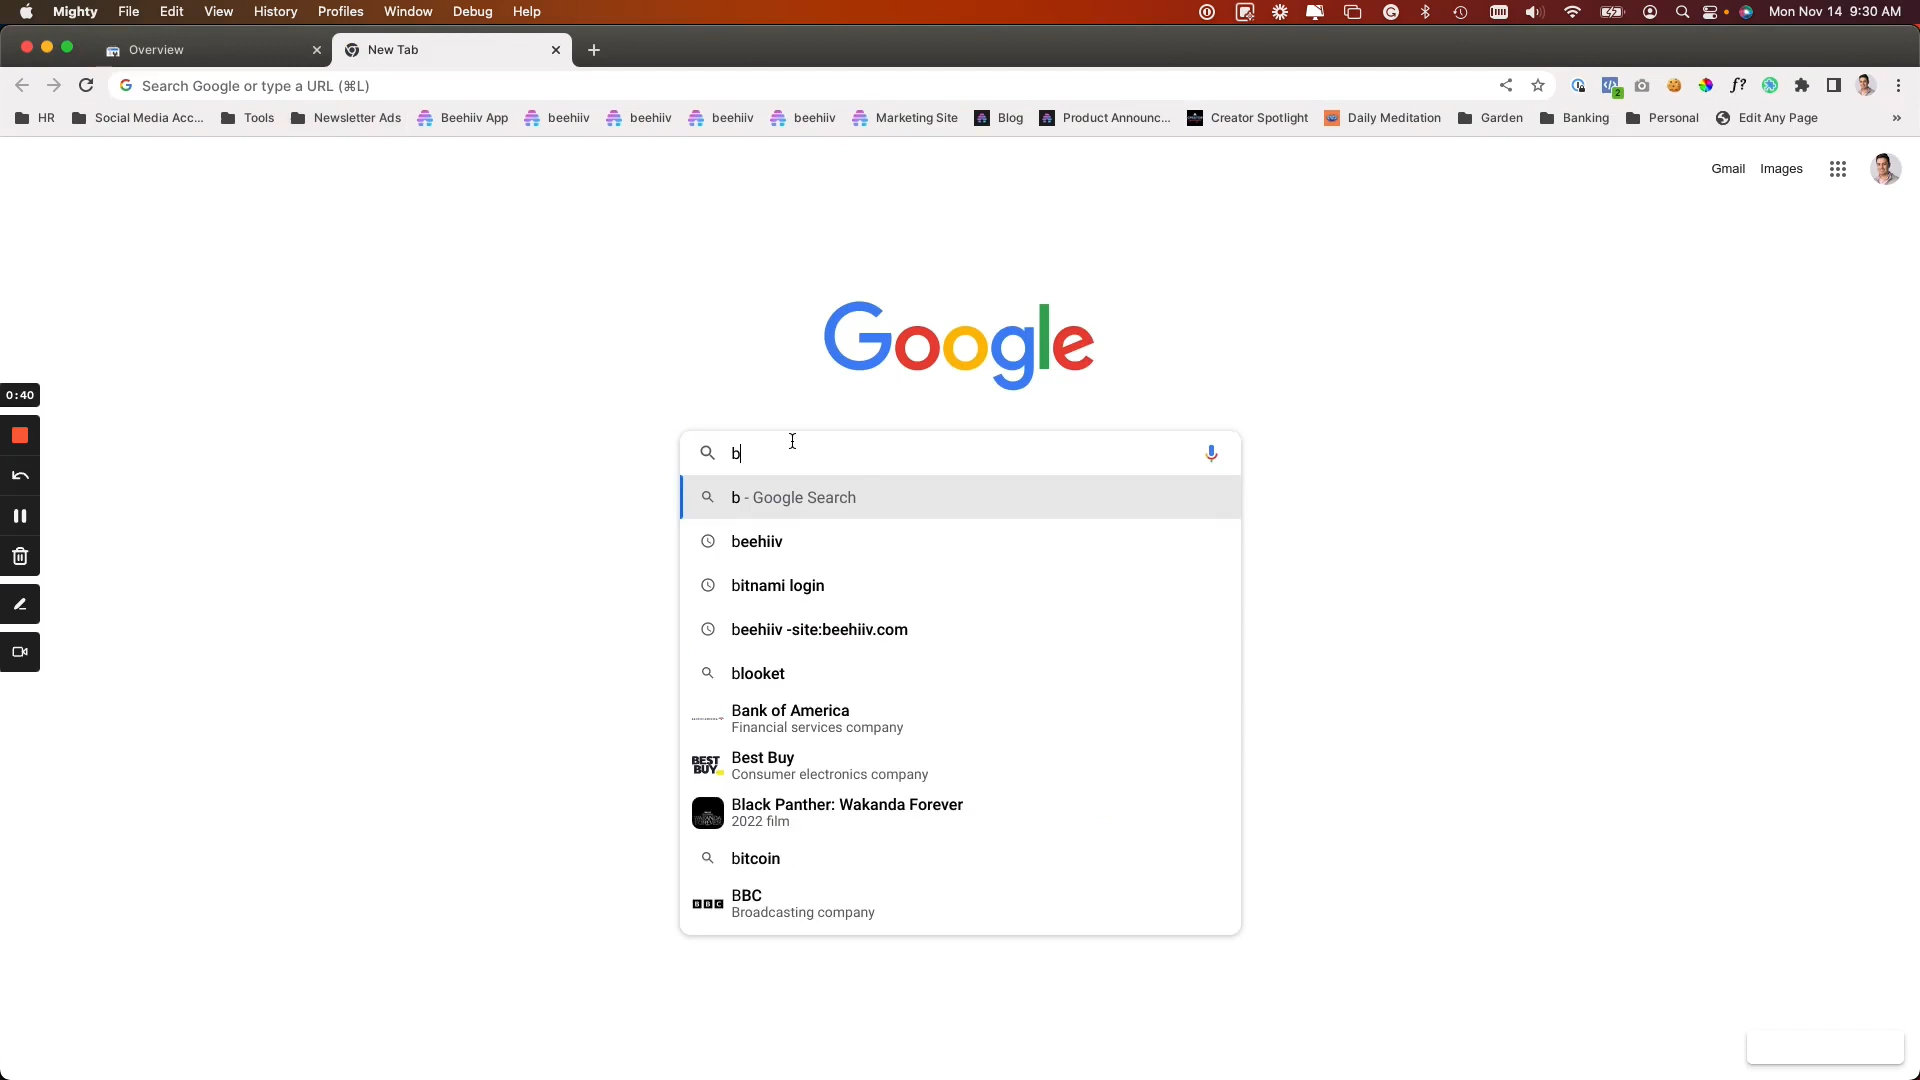 Mighty File Edit View History Profiles Window Debug Help Mon Nov 14 9:30 AM
Overview New Tab
Search Google or type a URL (⌘L) 2 f?
HR Social Media Acc... Tools Newsletter Ads Beehiiv App beehiiv beehiiv beehiiv beehiiv Marketing Site Blog Product Announc... Creator Spotlight Daily Meditation Garden Banking Personal Edit Any Page »
Gmail Images
Google
0:40
b
b - Google Search
beehiiv
bitnami login
beehiiv -site:beehiiv.com
blooket
Bank of America
Financial services company
BEST BUY
Best Buy
Consumer electronics company
Black Panther: Wakanda Forever
2022 film
bitcoin
BBC
BBC
Broadcasting company